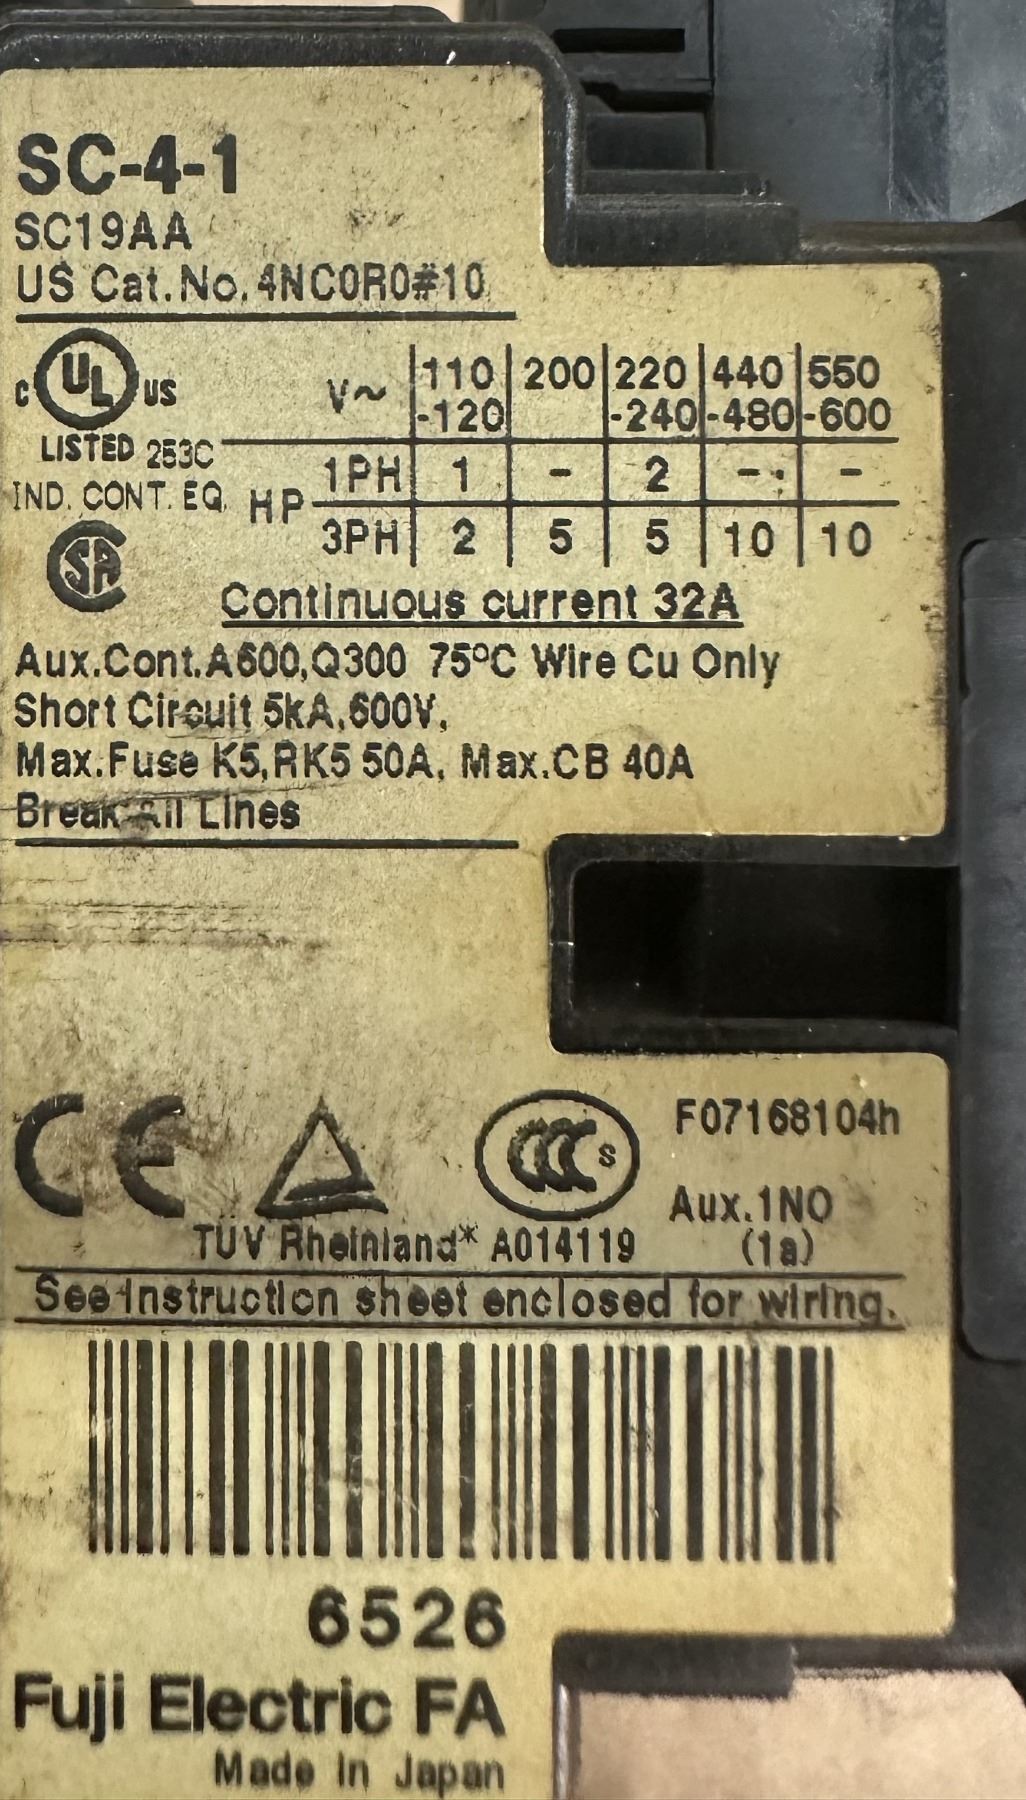 SC-4-1
SC19AA
US Cat.No.4NC0R0#10
C UL US
LISTED 253C
IND. CONT. EQ.
SA
V~ 110-120 200 220-240 440-480 550-600
HP 1PH 1 - 2 - -
3PH 2 5 5 10 10
Continuous current 32A
Aux.Cont.A600,Q300 75°C Wire Cu Only
Short Circuit 5kA,600V,
Max.Fuse K5,RK5 50A, Max.CB 40A
Break All Lines
CE
CCC S
F07168104h
TÜV Rheinland* A014119
Aux.1NO
(1a)
See instruction sheet enclosed for wiring.
6526
Fuji Electric FA
Made in Japan